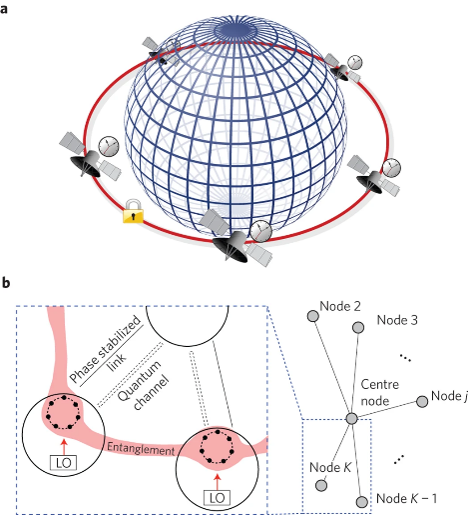 a
b
Phase stabilized
link
Quantum
channel
Entanglement
LO
LO
Node 2
Node 3
...
Centre
node
Node j
...
Node K
Node K − 1